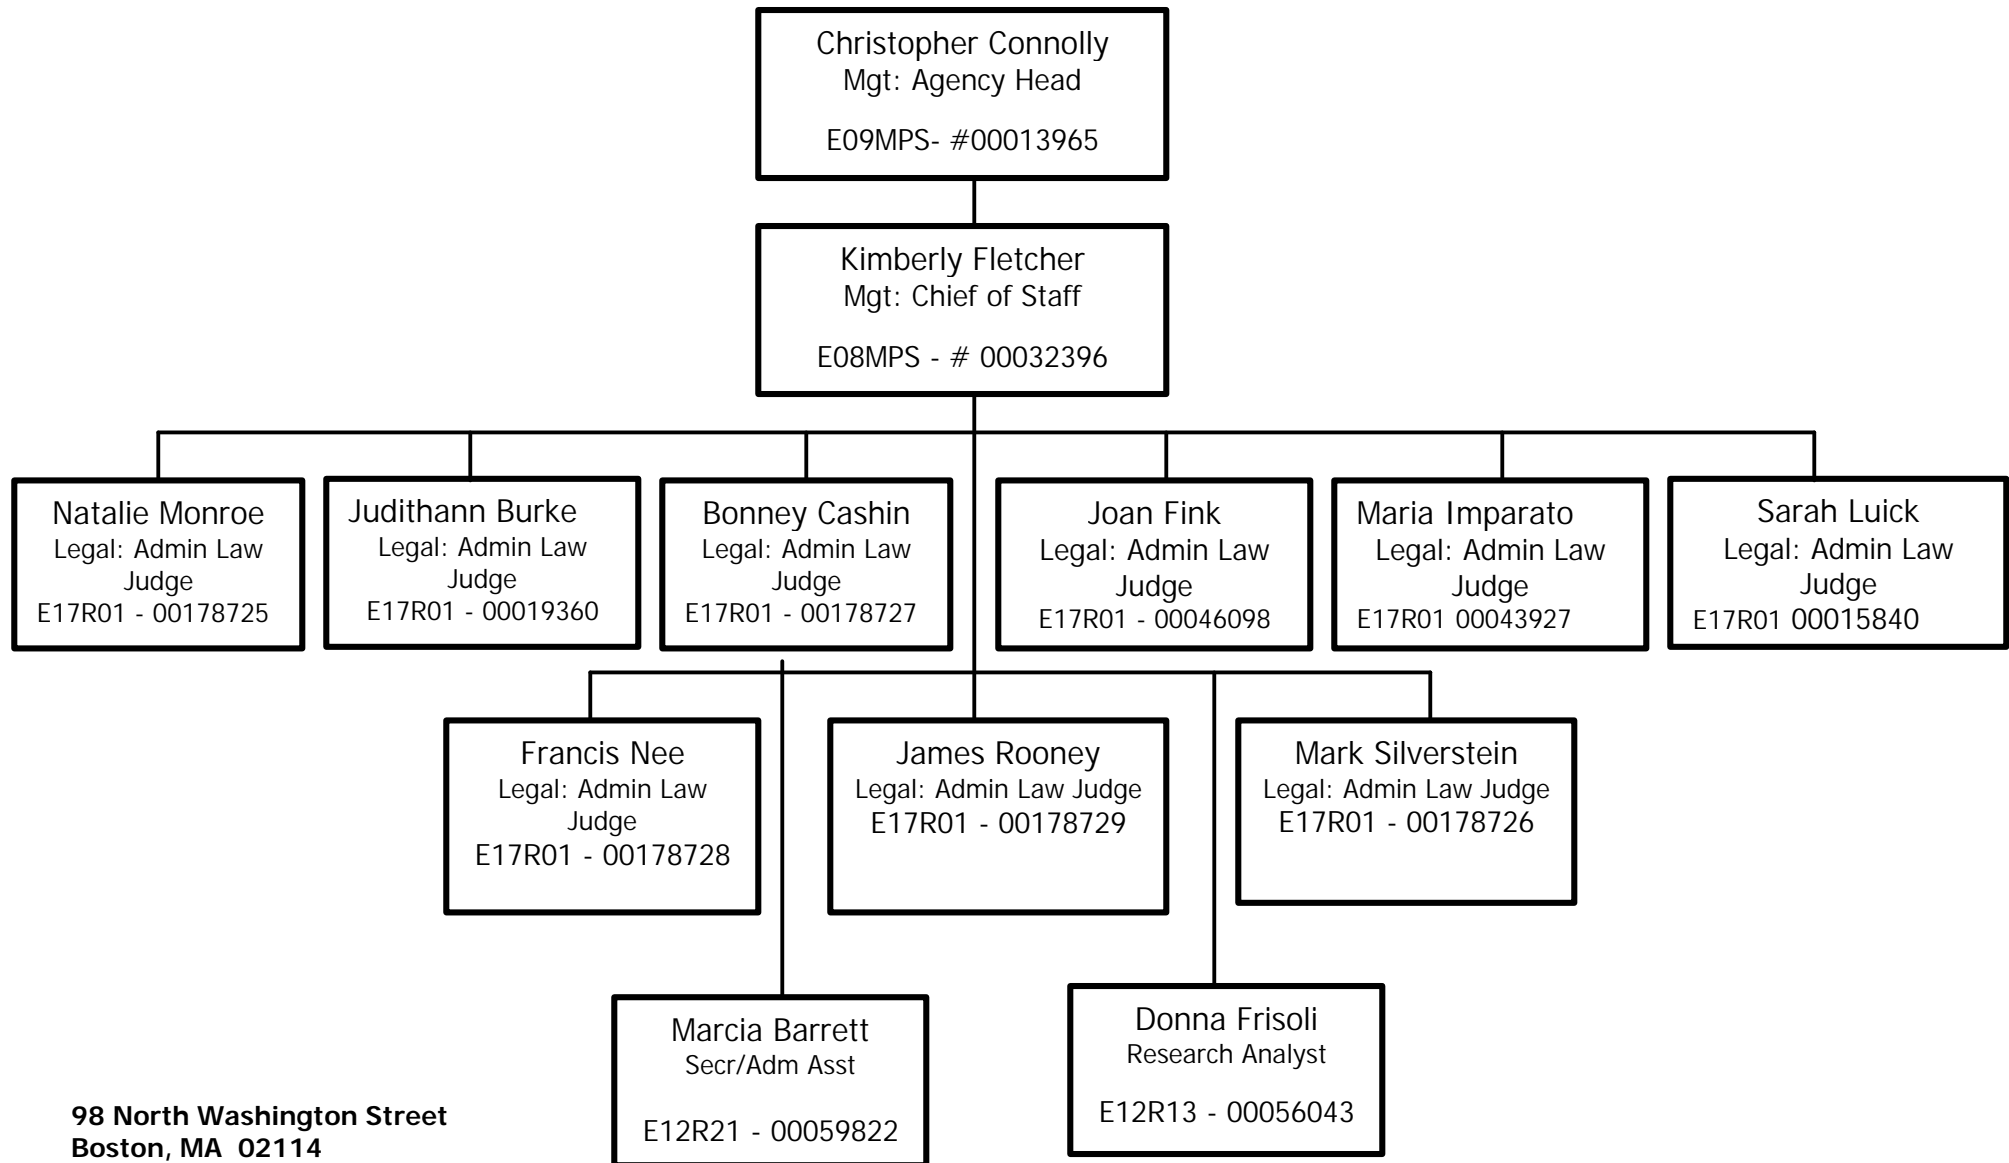 Christopher Connolly
Mgt: Agency Head
E09MPS- #00013965
Kimberly Fletcher
Mgt: Chief of Staff
E08MPS - # 00032396
Natalie Monroe
Legal: Admin Law
Judge
E17R01 - 00178725
Judithann Burke
Legal: Admin Law
Judge
E17R01 - 00019360
Bonney Cashin
Legal: Admin Law
Judge
E17R01 - 00178727
Joan Fink
Legal: Admin Law
Judge
E17R01 - 00046098
Maria Imparato
Legal: Admin Law
Judge
E17R01 00043927
Sarah Luick
Legal: Admin Law
Judge
E17R01 00015840
Francis Nee
Legal: Admin Law
Judge
E17R01 - 00178728
James Rooney
Legal: Admin Law Judge
E17R01 - 00178729
Mark Silverstein
Legal: Admin Law Judge
E17R01 - 00178726
Marcia Barrett
Secr/Adm Asst
E12R21 - 00059822
Donna Frisoli
Research Analyst
E12R13 - 00056043
98 North Washington Street
Boston, MA 02114